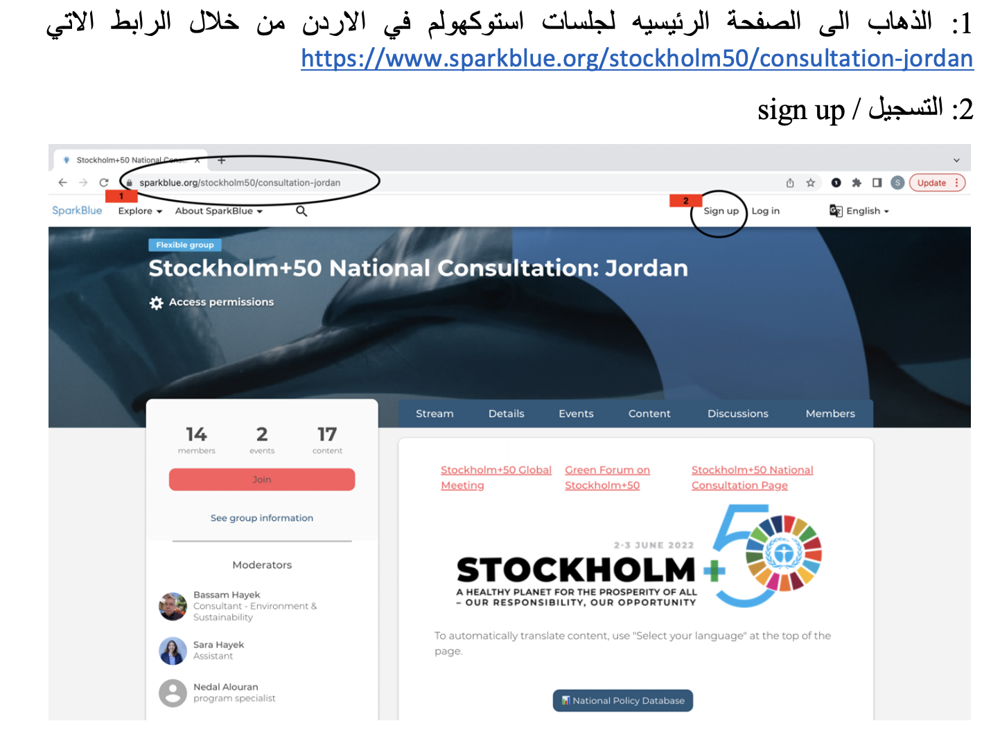 1: الذهاب الى الصفحة الرئيسيه لجلسات استوكهولم في الاردن من خلال الرابط الاتي
https://www.sparkblue.org/stockholm50/consultation-jordan
2: التسجيل / sign up
Stockholm+50 National Cons
sparkblue.org/stockholm50/consultation-jordan
S
Update
1
2
SparkBlue
Explore
About SparkBlue
Sign up
Log in
English
Flexible group
Stockholm+50 National Consultation: Jordan
Access permissions
Stream Details Events Content Discussions Members
14 2 17
members events content
Join
See group information
Moderators
Bassam Hayek
Consultant - Environment &
Sustainability
Sara Hayek
Assistant
Nedal Alouran
program specialist
Stockholm+50 Global
Meeting
Green Forum on
Stockholm+50
Stockholm+50 National
Consultation Page
2-3 JUNE 2022
STOCKHOLM+50
A HEALTHY PLANET FOR THE PROSPERITY OF ALL
– OUR RESPONSIBILITY, OUR OPPORTUNITY
To automatically translate content, use "Select your language" at the top of the
page.
National Policy Database